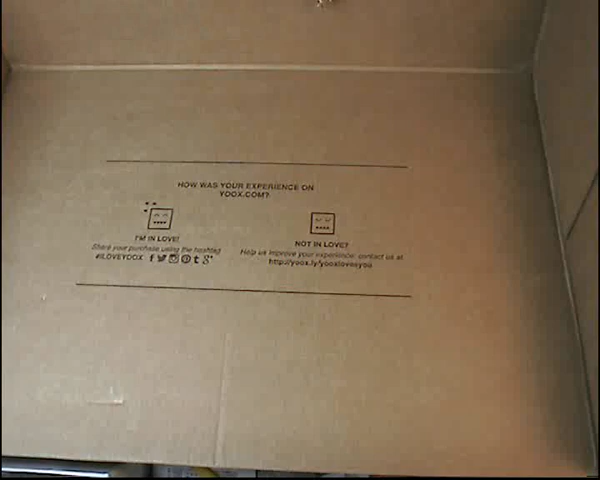 HOW WAS YOUR EXPERIENCE ON
YOOX.COM?
I'M IN LOVE!
Share your purchase using the hashtag
#ILOVEYOOX
NOT IN LOVE?
Help us improve your experience: contact us at
http://yoox.ly/yooxlovesyou